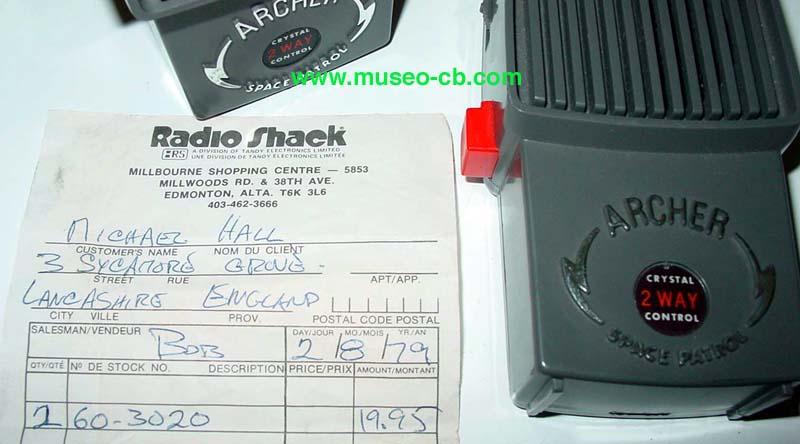 ARCHER
CRYSTAL
2 WAY
CONTROL
SPACE PATROL
www.museo-cb.com
Radio Shack
A DIVISION OF TANDY ELECTRONICS LIMITED
UNE DIVISION DE TANDY ELECTRONICS LIMITÉE
MILLBOURNE SHOPPING CENTRE — 5853
MILLWOODS RD. & 38TH AVE.
EDMONTON, ALTA. T6K 3L6
403-462-3666
MICHAEL HALL
CUSTOMER'S NAME NOM DU CLIENT
3 SYCAMORE GROVE
STREET RUE APT/APP.
LANCASHIRE ENGLAND
CITY VILLE PROV. POSTAL CODE POSTAL
SALESMAN/VENDEUR DAY/JOUR MO./MOIS YR/AN
BOB 2/8/79
QTY/QTÉ Nº DE STOCK NO. DESCRIPTION PRICE/PRIX AMOUNT/MONTANT
1 60-3020 19.95
ARCHER
CRYSTAL
2 WAY
CONTROL
SPACE PATROL